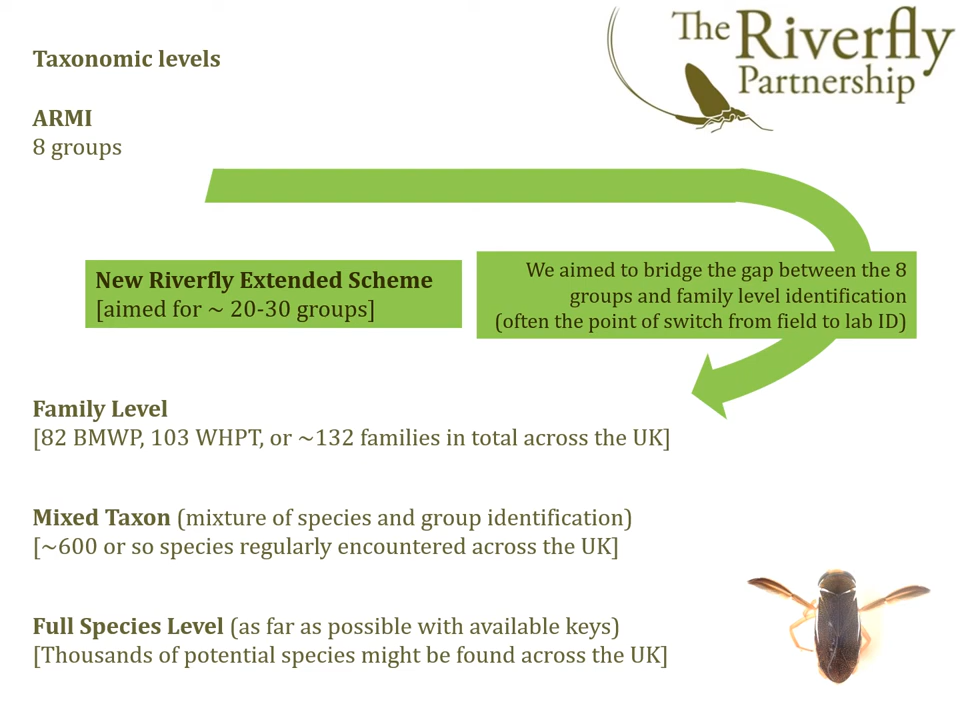 The Riverfly
Partnership
Taxonomic levels
ARMI
8 groups
New Riverfly Extended Scheme
[aimed for ~ 20-30 groups]
We aimed to bridge the gap between the 8
groups and family level identification
(often the point of switch from field to lab ID)
Family Level
[82 BMWP, 103 WHPT, or ~132 families in total across the UK]
Mixed Taxon (mixture of species and group identification)
[~600 or so species regularly encountered across the UK]
Full Species Level (as far as possible with available keys)
[Thousands of potential species might be found across the UK]